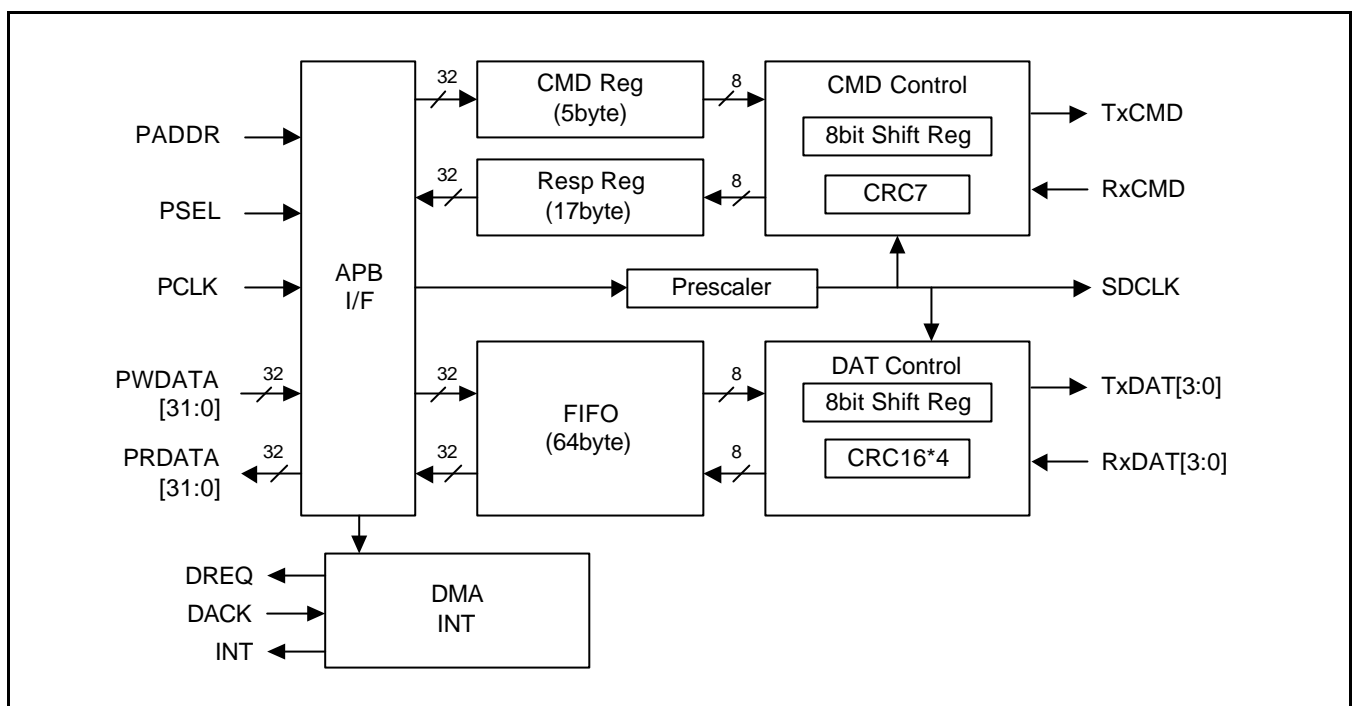 32
CMD Reg
(5byte)
8
CMD Control
8bit Shift Reg
CRC7
TxCMD
RxCMD
PADDR
PSEL
PCLK
32
Resp Reg
(17byte)
8
APB
I/F
Prescaler
SDCLK
PWDATA
[31:0]
32
PRDATA
[31:0]
32
32
32
FIFO
(64byte)
8
8
DAT Control
8bit Shift Reg
CRC16*4
TxDAT[3:0]
RxDAT[3:0]
DREQ
DACK
INT
DMA
INT